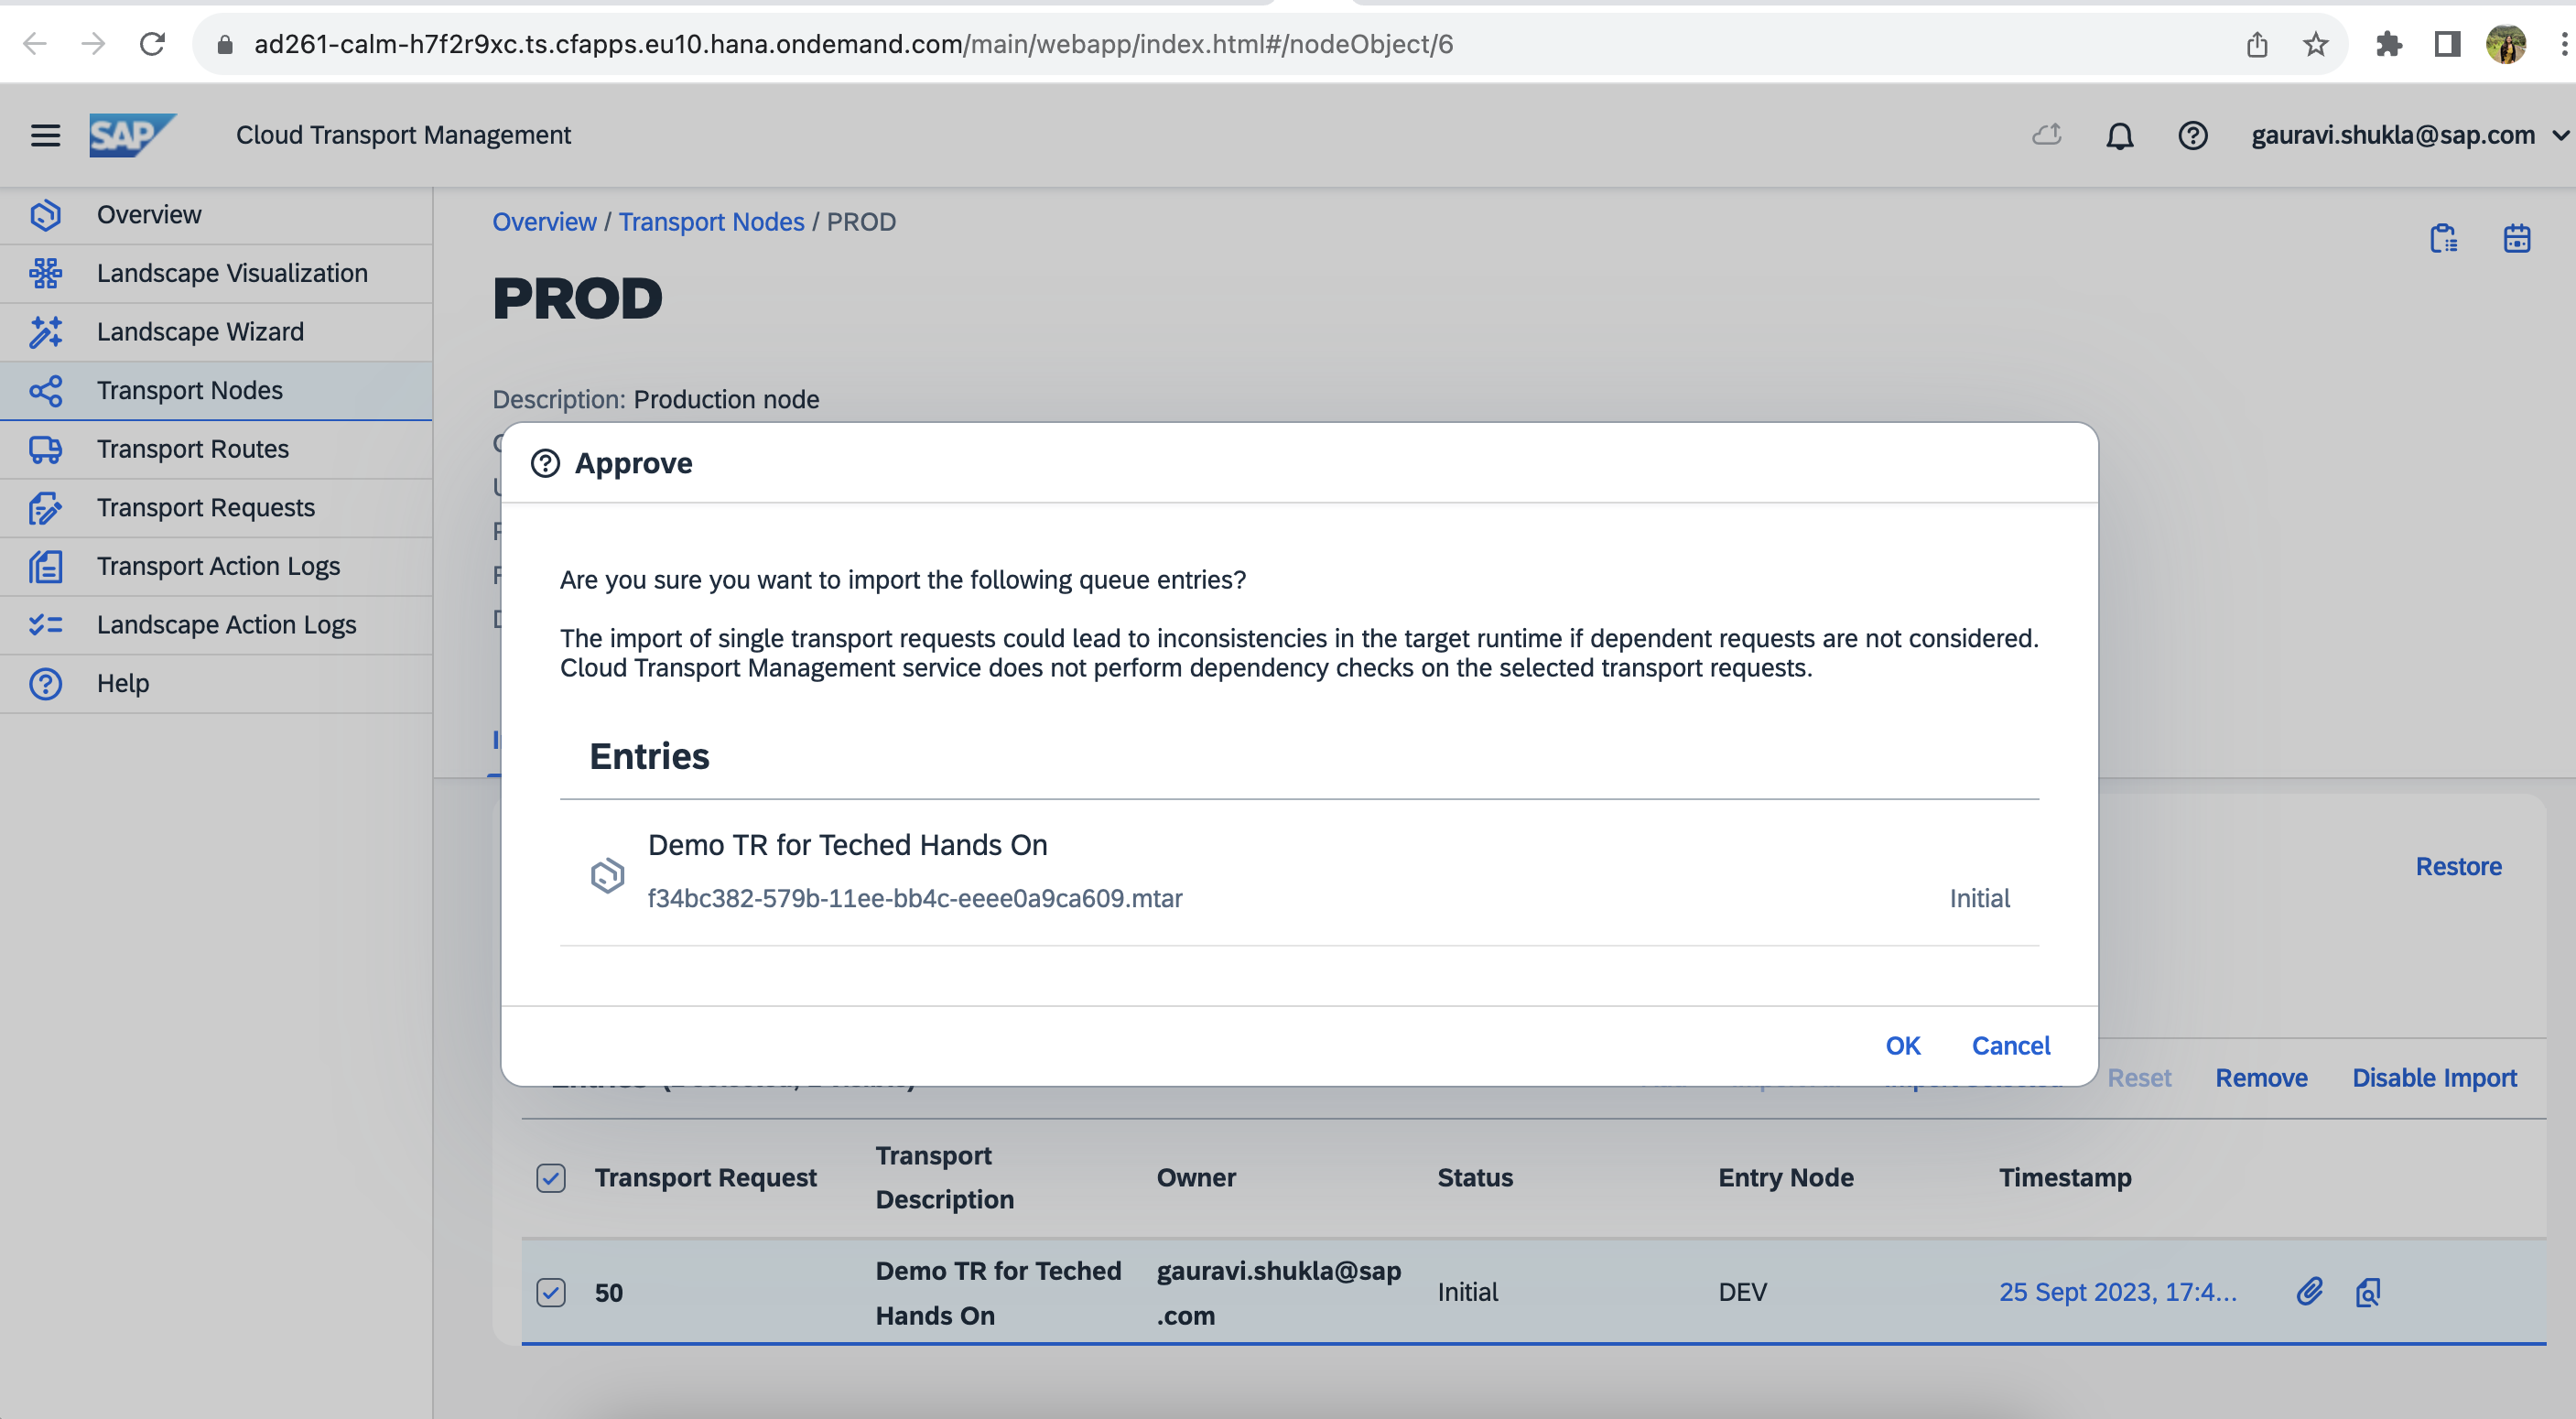 ad261-calm-h7f2r9xc.ts.cfapps.eu10.hana.ondemand.com/main/webapp/index.html#/nodeObject/6
SAP Cloud Transport Management gauravi.shukla@sap.com
Overview
Landscape Visualization
Landscape Wizard
Transport Nodes
Transport Routes
Transport Requests
Transport Action Logs
Landscape Action Logs
Help
Overview / Transport Nodes / PROD
PROD
Description: Production node
Approve
Are you sure you want to import the following queue entries?
The import of single transport requests could lead to inconsistencies in the target runtime if dependent requests are not considered.
Cloud Transport Management service does not perform dependency checks on the selected transport requests.
Entries
Demo TR for Teched Hands On
f34bc382-579b-11ee-bb4c-eeee0a9ca609.mtar Initial
OK Cancel
Restore
Reset Remove Disable Import
Transport Request Transport Description Owner Status Entry Node Timestamp
50 Demo TR for Teched Hands On gauravi.shukla@sap.com Initial DEV 25 Sept 2023, 17:4...